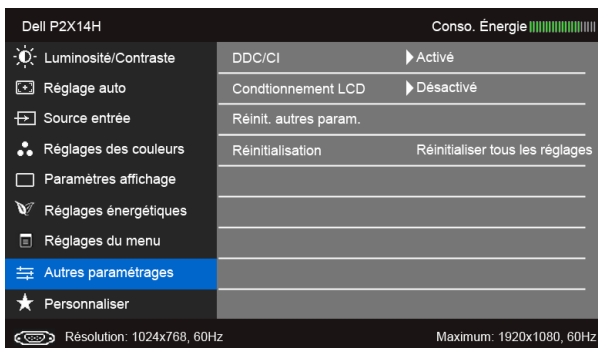 Dell P2X14H Conso. Énergie
Luminosité/Contraste DDC/CI Activé
Réglage auto Condtionnement LCD Désactivé
Source entrée Réinit. autres param.
Réglages des couleurs Réinitialisation Réinitialiser tous les réglages
Paramètres affichage
Réglages énergétiques
Réglages du menu
Autres paramétrages
Personnaliser
Résolution: 1024x768, 60Hz Maximum: 1920x1080, 60Hz